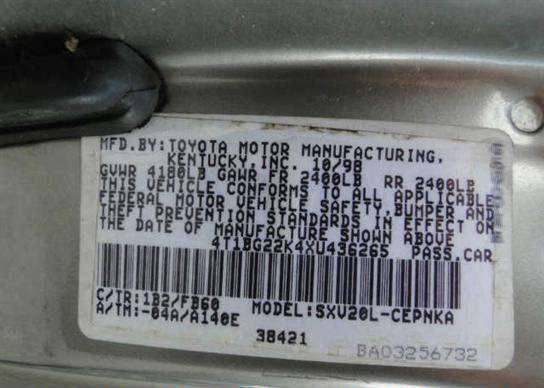 MFD.BY:TOYOTA MOTOR MANUFACTURING,
KENTUCKY,INC. 10/98
GVWR 4180LB GAWR FR 2400LB RR 2400LB
THIS VEHICLE CONFORMS TO ALL APPLICABLE
FEDERAL MOTOR VEHICLE SAFETY,BUMPER,AND
THEFT PREVENTION STANDARDS IN EFFECT ON
THE DATE OF MANUFACTURE SHOWN ABOVE
4T1BG22K4XU436265 PASS.CAR
C/TR:1B2/FB60 MODEL:SXV20L-CEPNKA
A/TM:-04A/A140E
38421
BA03256732